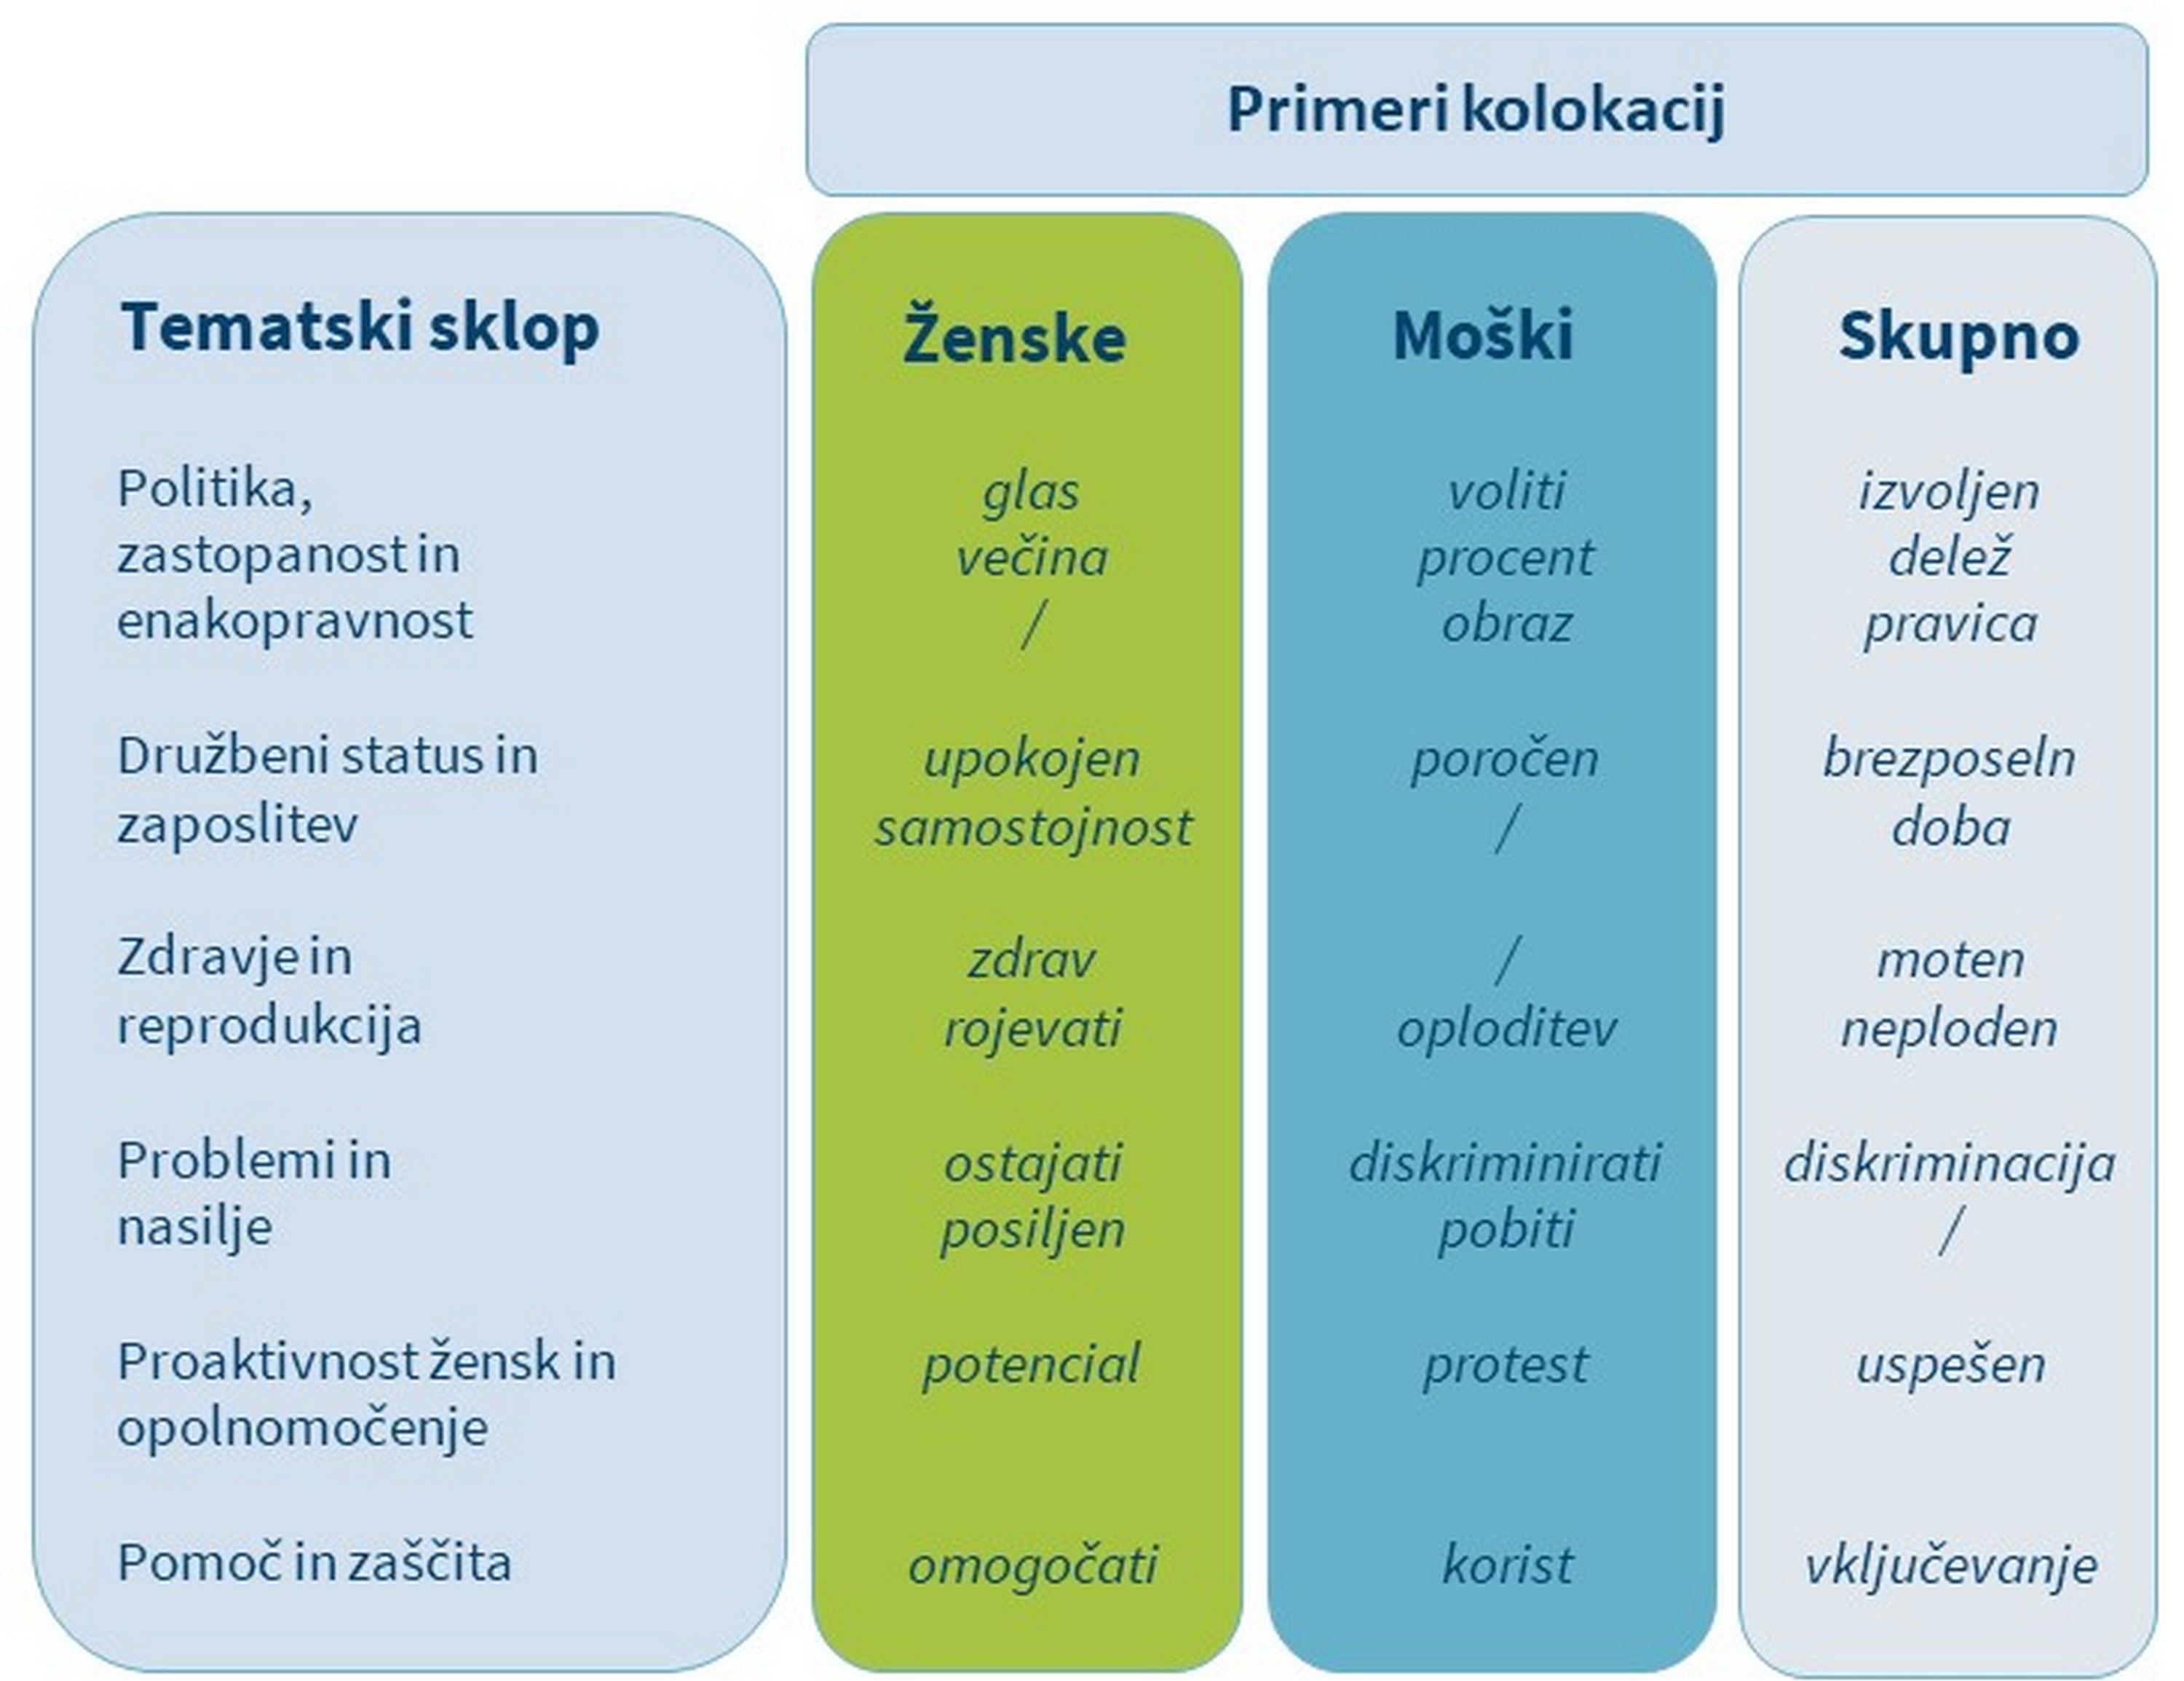 Primeri kolokacij
Tematski sklop
Ženske
Moški
Skupno
Politika,
zastopanost in
enakopravnost
glas
večina
/
voliti
procent
obraz
izvoljen
delež
pravica
Družbeni status in
zaposlitev
upokojen
samostojnost
poročen
/
brezposeln
doba
Zdravje in
reprodukcija
zdrav
rojevati
/
oploditev
moten
neploden
Problemi in
nasilje
ostajati
posiljen
diskriminirati
pobiti
diskriminacija
/
Proaktivnost žensk in
opolnomočenje
potencial
protest
uspešen
Pomoč in zaščita
omogočati
korist
vključevanje